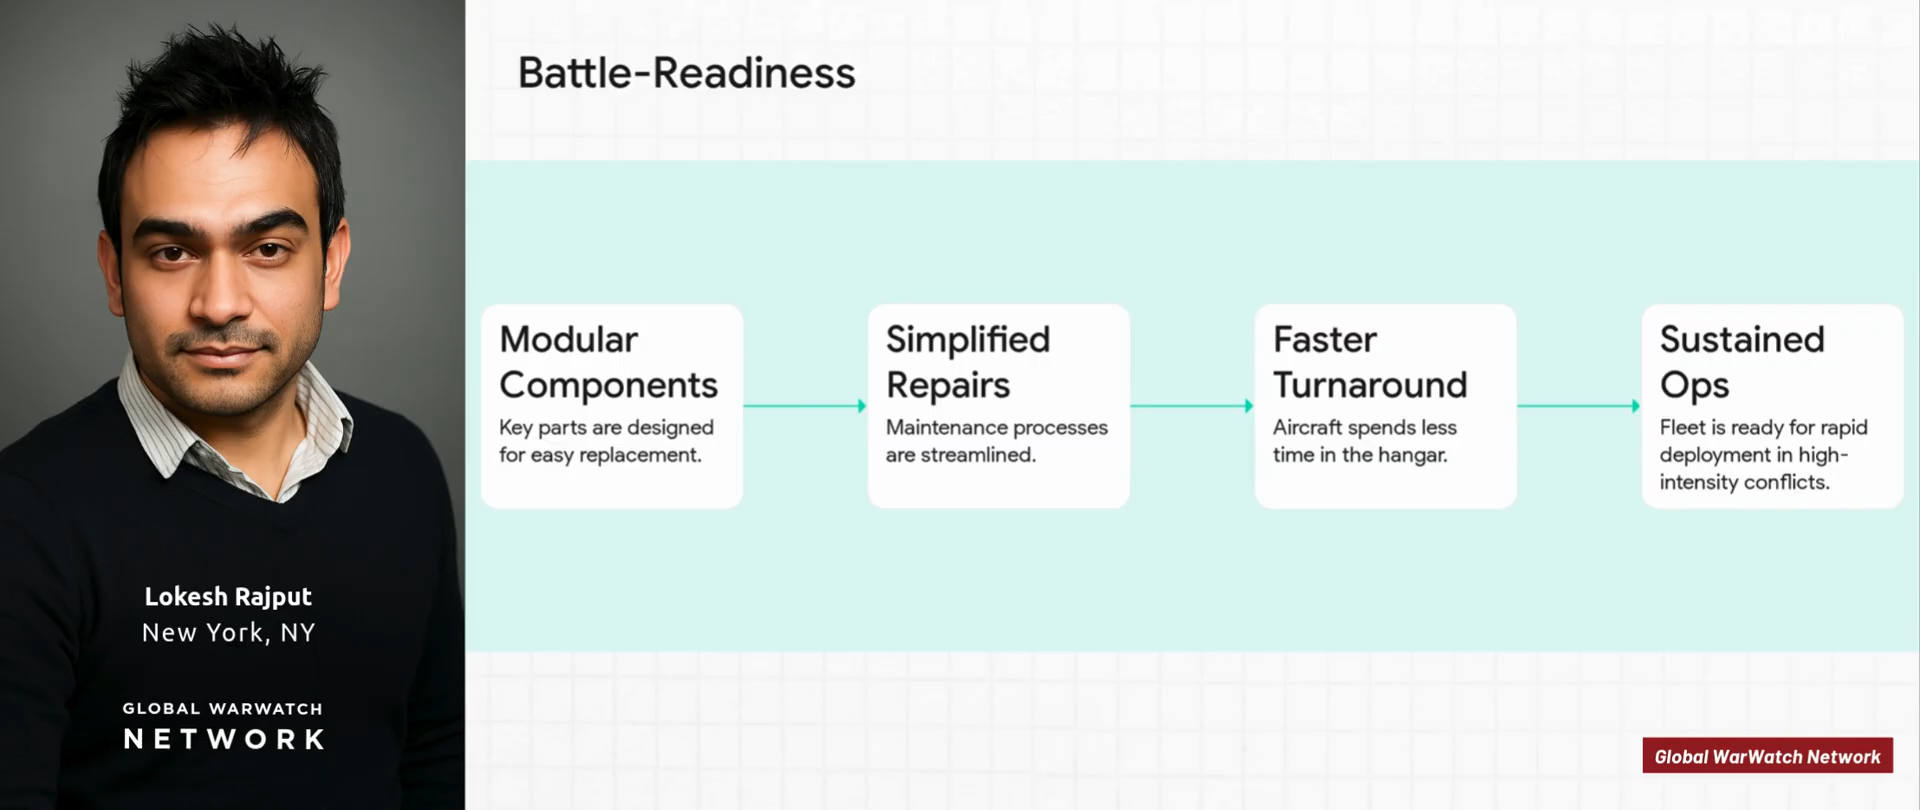 Battle-Readiness
Modular
Components
Key parts are designed
for easy replacement.
Simplified
Repairs
Maintenance processes
are streamlined.
Faster
Turnaround
Aircraft spends less
time in the hangar.
Sustained
Ops
Fleet is ready for rapid
deployment in high-
intensity conflicts.
Lokesh Rajput
New York, NY
GLOBAL WARWATCH
NETWORK
Global WarWatch Network